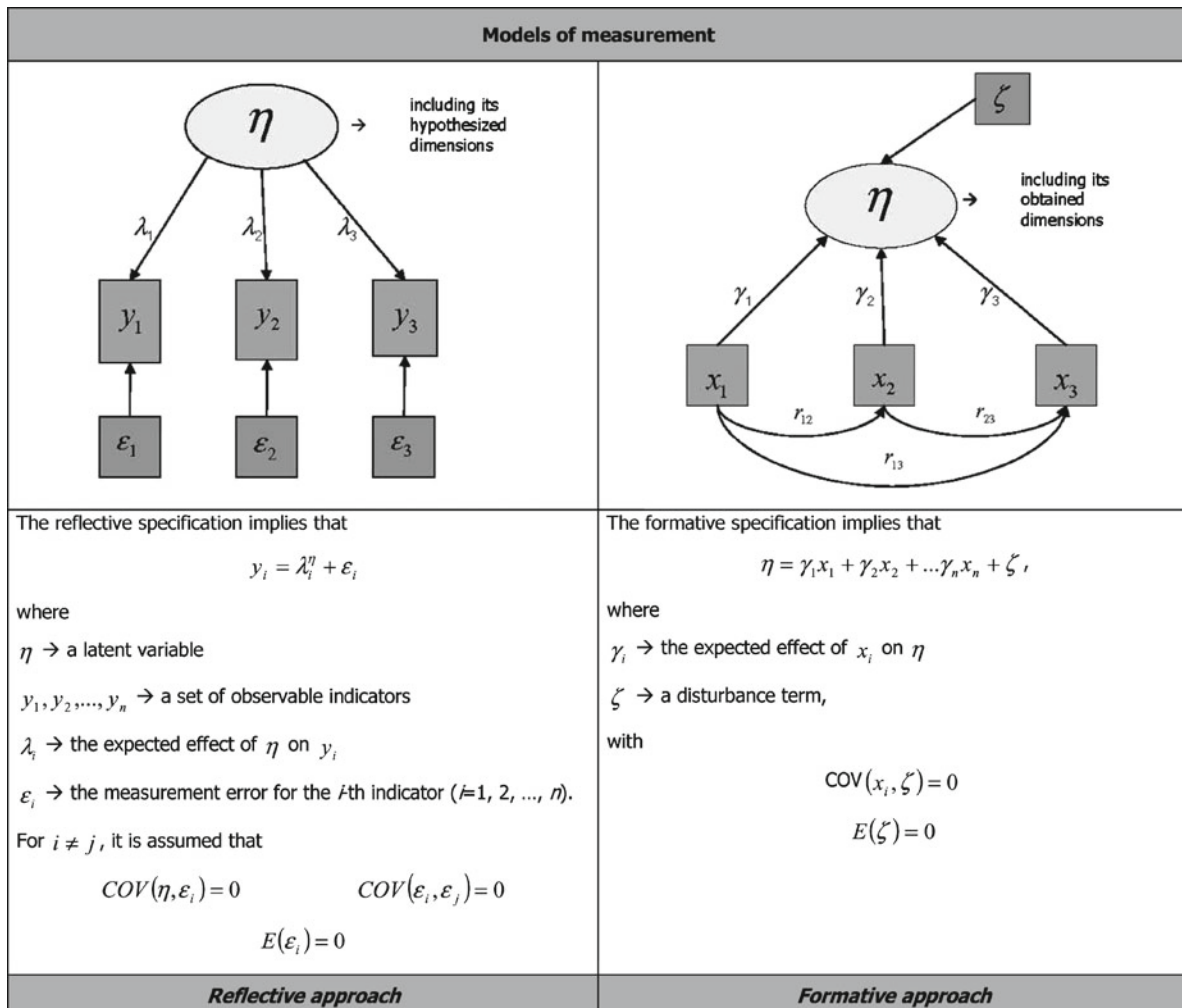 Models of measurement
η
→ including its
hypothesized
dimensions
λ₁ λ₂ λ₃
y₁ y₂ y₃
ε₁ ε₂ ε₃
The reflective specification implies that
yᵢ = λᵢ^η + εᵢ
where
η → a latent variable
y₁, y₂,..., yₙ → a set of observable indicators
λᵢ → the expected effect of η on yᵢ
εᵢ → the measurement error for the i-th indicator (i=1, 2, ..., n).
For i ≠ j, it is assumed that
COV(η,εᵢ)=0 COV(εᵢ,εⱼ)=0
E(εᵢ)=0
Reflective approach
ζ
η
→ including its
obtained
dimensions
γ₁ γ₂ γ₃
x₁ x₂ x₃
r₁₂ r₂₃
r₁₃
The formative specification implies that
η = γ₁x₁ + γ₂x₂ + ...γₙxₙ + ζ,
where
γᵢ → the expected effect of xᵢ on η
ζ → a disturbance term,
with
COV(xᵢ,ζ)=0
E(ζ)=0
Formative approach